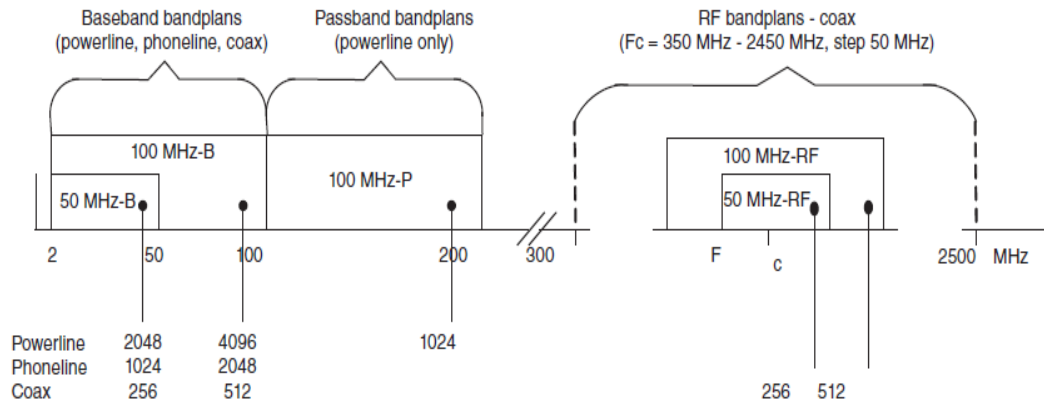 Baseband bandplans
(powerline, phoneline, coax)
Passband bandplans
(powerline only)
RF bandplans - coax
(Fc = 350 MHz - 2450 MHz, step 50 MHz)
100 MHz-B
50 MHz-B
100 MHz-P
100 MHz-RF
50 MHz-RF
2 50 100 200 300 F c 2500 MHz
Powerline 2048 4096 1024
Phoneline 1024 2048
Coax 256 512 256 512